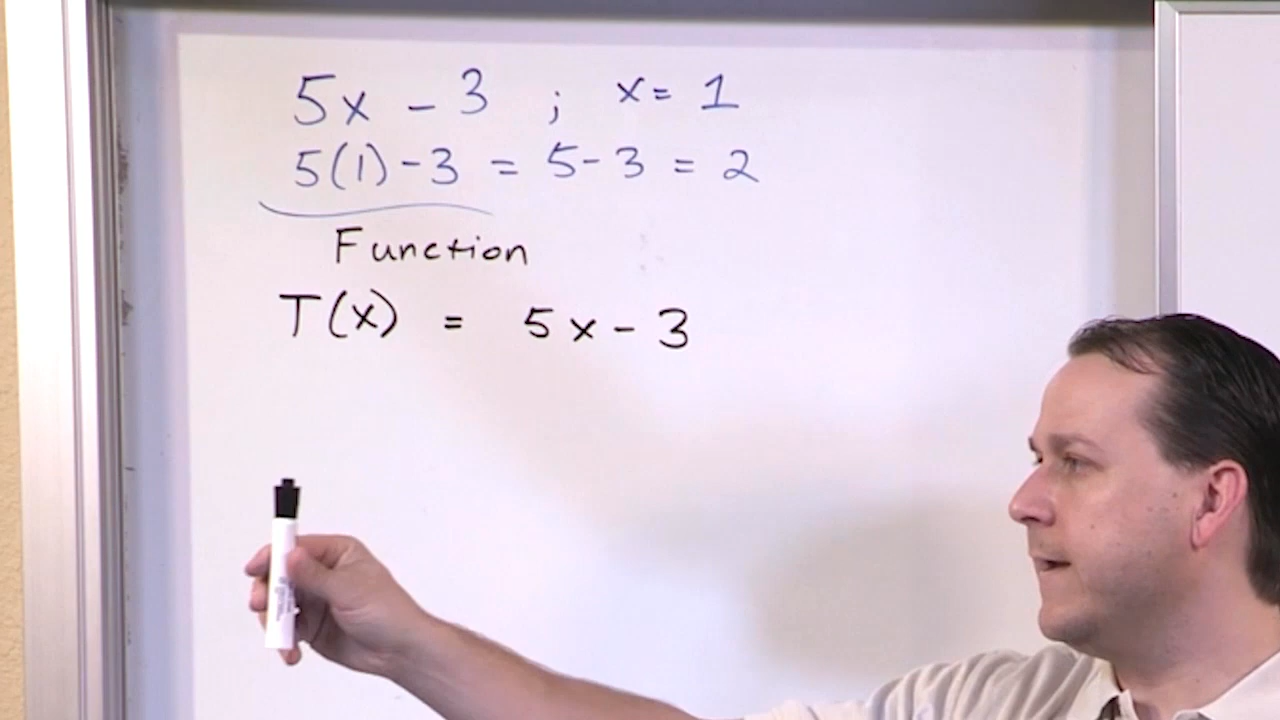 5x - 3 ; x = 1
5(1) - 3 = 5 - 3 = 2
Function
T(x) = 5x - 3